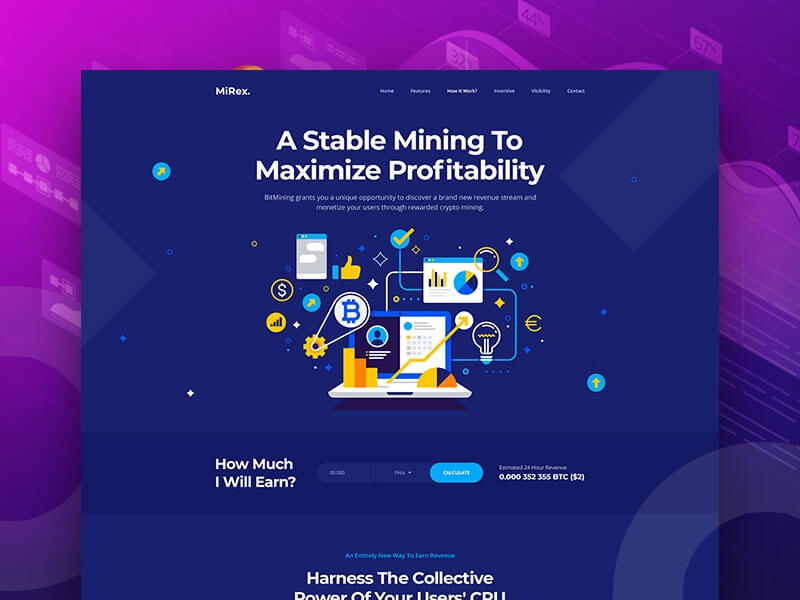 44%
32%
67%
MiRex.
Home Features How It Work? Incentive Visibility Contact
A Stable Mining To
Maximize Profitability
BitMining grants you a unique opportunity to discover a brand new revenue stream and
monetize your users through rewarded crypto mining.
How Much
I Will Earn?
00.000
CALCULATE
Estmated 24 Hour Revenue
0.000 352 355 BTC ($2)
An Entirely New Way To Earn Revenue
Harness The Collective
Power Of Your Users' CPU